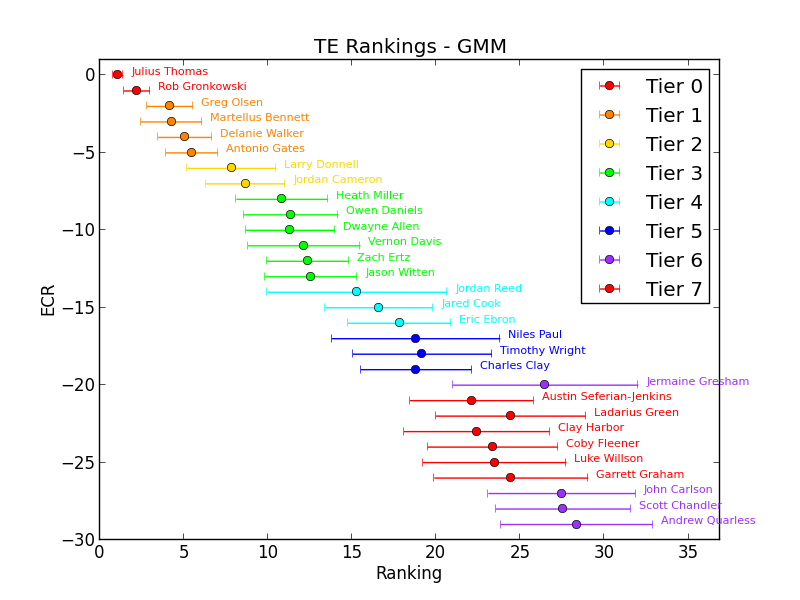 TE Rankings - GMM
Julius Thomas
Rob Gronkowski
Greg Olsen
Martellus Bennett
Delanie Walker
Antonio Gates
Larry Donnell
Jordan Cameron
Heath Miller
Owen Daniels
Dwayne Allen
Vernon Davis
Zach Ertz
Jason Witten
Jordan Reed
Jared Cook
Eric Ebron
Niles Paul
Timothy Wright
Charles Clay
Jermaine Gresham
Austin Seferian-Jenkins
Ladarius Green
Clay Harbor
Coby Fleener
Luke Willson
Garrett Graham
John Carlson
Scott Chandler
Andrew Quarless
Tier 0
Tier 1
Tier 2
Tier 3
Tier 4
Tier 5
Tier 6
Tier 7
ECR
0
−5
−10
−15
−20
−25
−30
0 5 10 15 20 25 30 35
Ranking